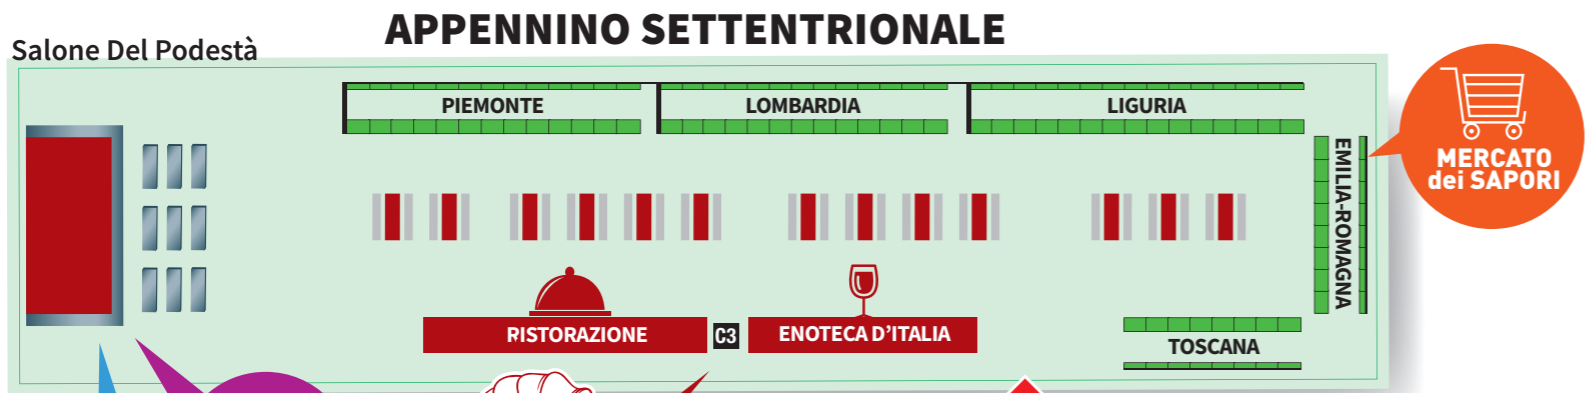 APPENNINO SETTENTRIONALE
Salone Del Podestà
PIEMONTE
LOMBARDIA
LIGURIA
EMILIA-ROMAGNA
MERCATO
dei SAPORI
RISTORAZIONE
C3
ENOTECA D'ITALIA
TOSCANA